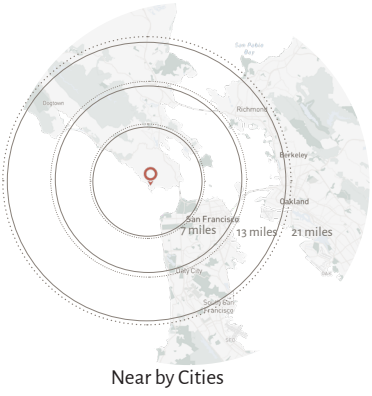 San Pablo
Bay
Dogtown
Richmond
Berkeley
Oakland
San Francisco
7 miles
13 miles
21 miles
Daly City
South San
Francisco
Near by Cities